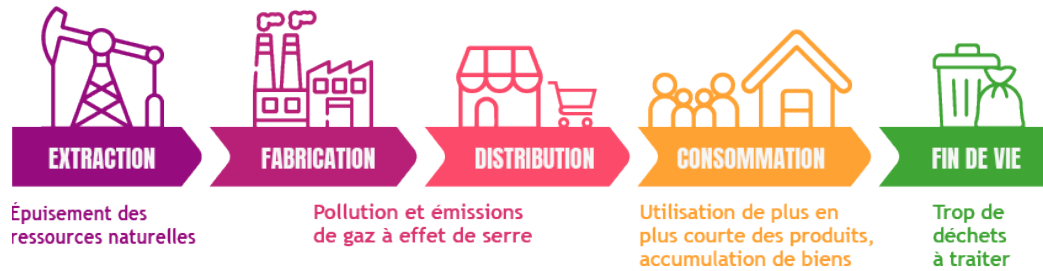 EXTRACTION
FABRICATION
DISTRIBUTION
CONSOMMATION
FIN DE VIE
Épuisement des
ressources naturelles
Pollution et émissions
de gaz à effet de serre
Utilisation de plus en
plus courte des produits,
accumulation de biens
Trop de
déchets
à traiter